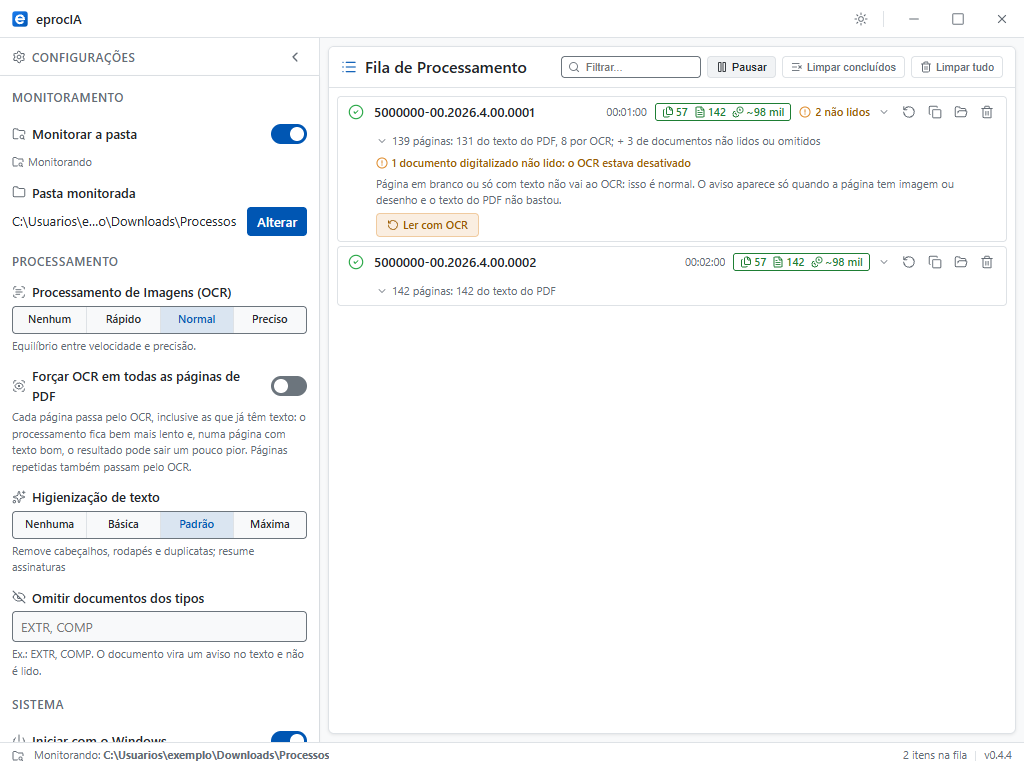 eprocIA
CONFIGURAÇÕES
MONITORAMENTO
Monitorar a pasta
Monitorando
Pasta monitorada
C:\Usuarios\e...o\Downloads\Processos
Alterar
PROCESSAMENTO
Processamento de Imagens (OCR)
Nenhum Rápido Normal Preciso
Equilíbrio entre velocidade e precisão.
Forçar OCR em todas as páginas de
PDF
Cada página passa pelo OCR, inclusive as que já têm texto: o
processamento fica bem mais lento e, numa página com
texto bom, o resultado pode sair um pouco pior. Páginas
repetidas também passam pelo OCR.
Higienização de texto
Nenhuma Básica Padrão Máxima
Remove cabeçalhos, rodapés e duplicatas; resume
assinaturas
Omitir documentos dos tipos
EXTR, COMP
Ex.: EXTR, COMP. O documento vira um aviso no texto e não
é lido.
SISTEMA
Iniciar com o Windows
Fila de Processamento
Filtrar...
Pausar
Limpar concluídos
Limpar tudo
5000000-00.2026.4.00.0001 00:01:00 57 142 ~98 mil 2 não lidos
139 páginas: 131 do texto do PDF, 8 por OCR; + 3 de documentos não lidos ou omitidos
1 documento digitalizado não lido: o OCR estava desativado
Página em branco ou só com texto não vai ao OCR: isso é normal. O aviso aparece só quando a página tem imagem ou
desenho e o texto do PDF não bastou.
Ler com OCR
5000000-00.2026.4.00.0002 00:02:00 57 142 ~98 mil
142 páginas: 142 do texto do PDF
Monitorando: C:\Usuarios\exemplo\Downloads\Processos
2 itens na fila v0.4.4